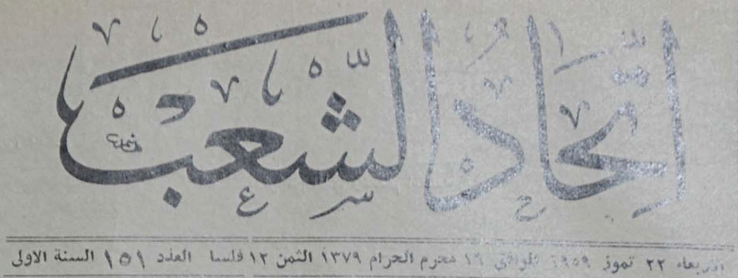 اتحاد الشعب
الاربعاء ٢٢ تموز ١٩٥٩ الموافق ١٦ محرم الحرام ١٣٧٩ الثمن ١٢ فلسا العدد ١٥١ السنة الاولى